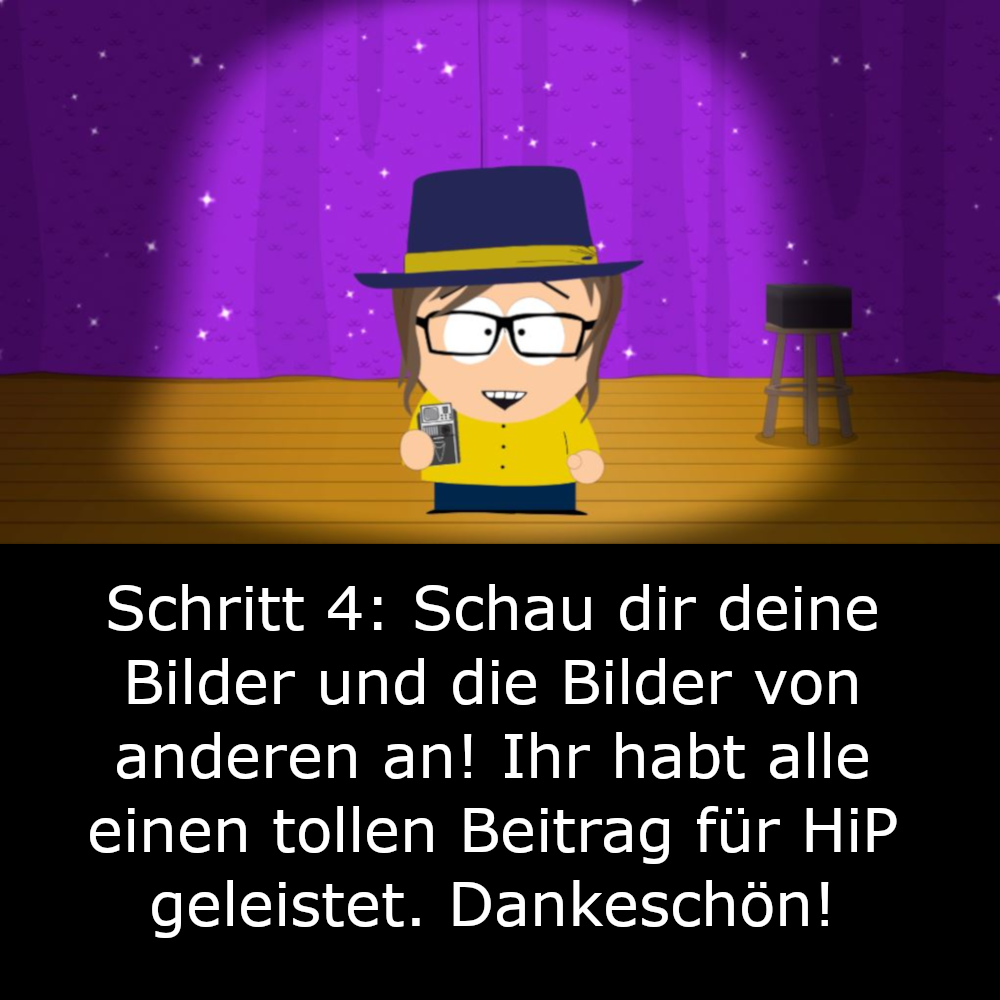 Schritt 4: Schau dir deine
Bilder und die Bilder von
anderen an! Ihr habt alle
einen tollen Beitrag für HiP
geleistet. Dankeschön!